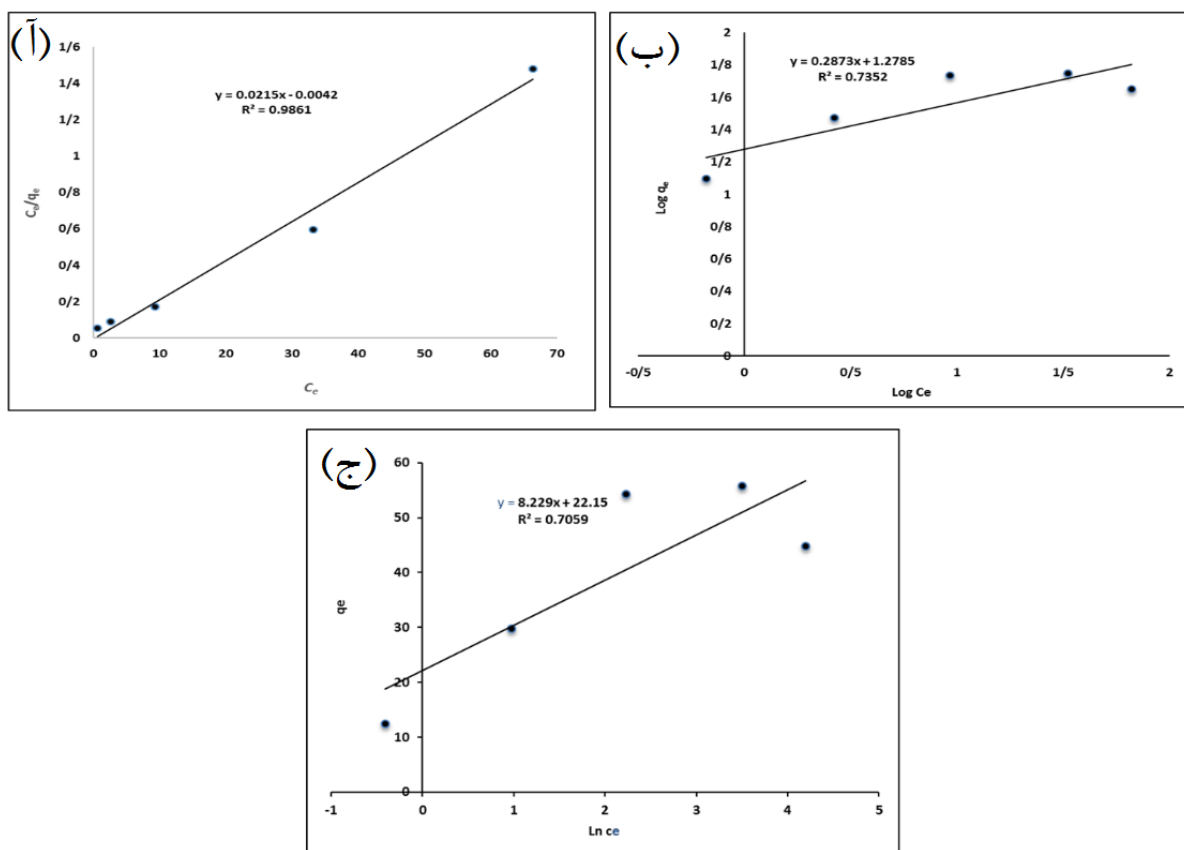 (آ)
y = 0.0215x - 0.0042
R² = 0.9861
1/6
1/4
1/2
1
0/8
0/6
0/4
0/2
0
Cₑ/qₑ
0 10 20 30 40 50 60 70
Cₑ
(ب)
y = 0.2873x + 1.2785
R² = 0.7352
2
1/8
1/6
1/4
1/2
1
0/8
0/6
0/4
0/2
0
Log qₑ
-0/5 0 0/5 1 1/5 2
Log Ce
(ج)
y = 8.229x + 22.15
R² = 0.7059
60
50
40
30
20
10
0
qe
-1 0 1 2 3 4 5
Ln ce